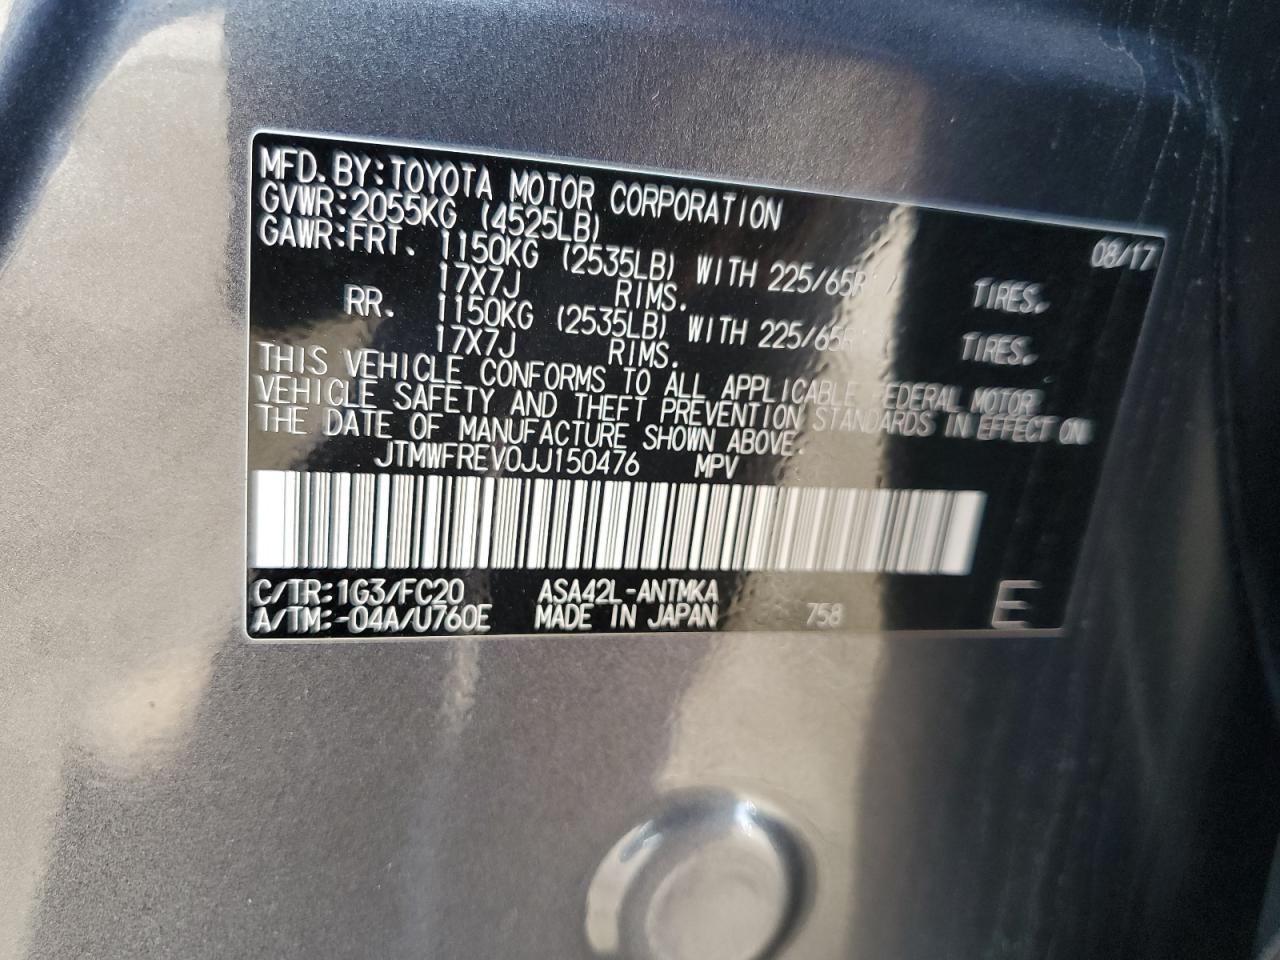 MFD. BY:TOYOTA MOTOR CORPORATION 08/17
GVWR:2055KG (4525LB)
GAWR:FRT. 1150KG (2535LB) WITH 225/65R TIRES.
17X7J RIMS.
RR. 1150KG (2535LB) WITH 225/65R TIRES.
17X7J RIMS.
THIS VEHICLE CONFORMS TO ALL APPLICABLE FEDERAL MOTOR
VEHICLE SAFETY AND THEFT PREVENTION STANDARDS IN EFFECT ON
THE DATE OF MANUFACTURE SHOWN ABOVE.
JTMWFREV0JJ150476 MPV
C/TR:1G3/FC20 ASA42L-ANTMKA
A/TM:-04A/U760E MADE IN JAPAN 758 E